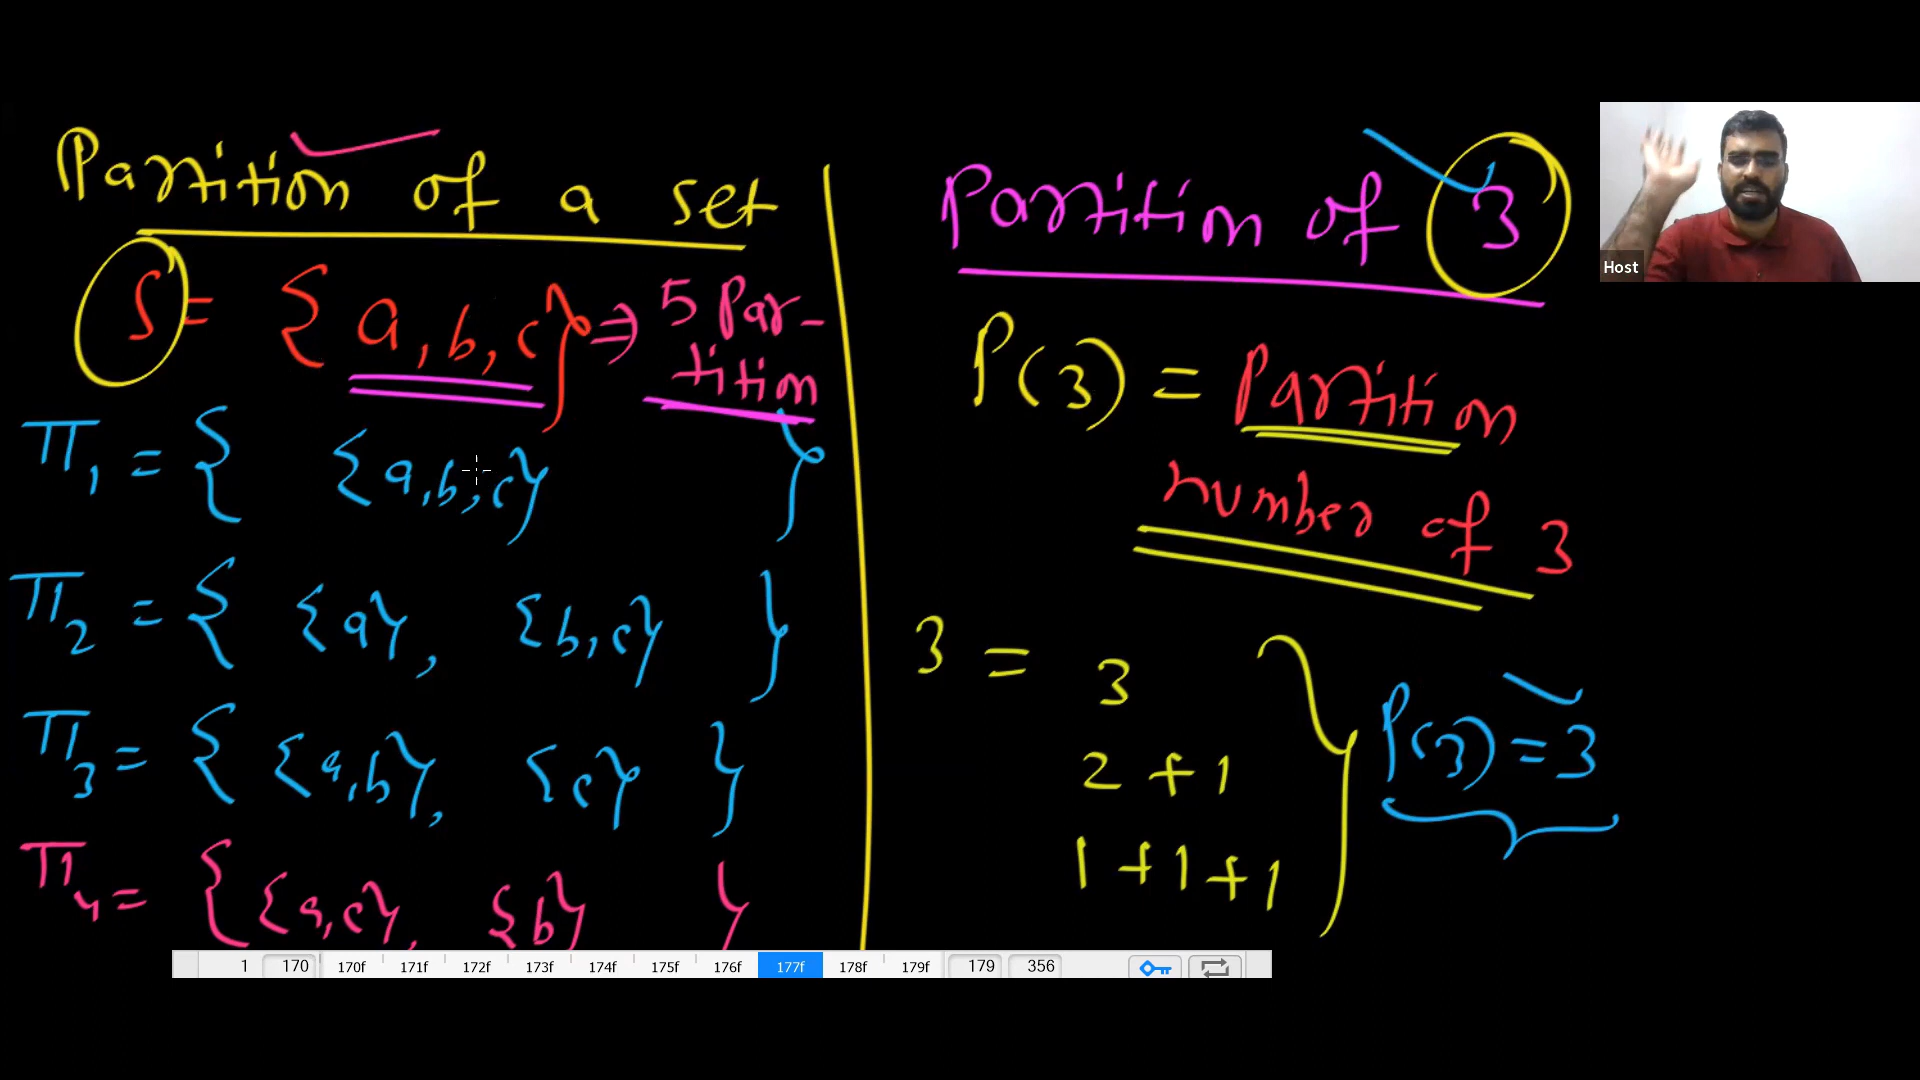 Partition of a set
S = { a, b, c } ⇒ 5 Par-
tition
π1 = { {a,b,c} }
π2 = { {a}, {b,c} }
π3 = { {a,b}, {c} }
π4 = { {a,c}, {b} }
Partition of 3
P(3) = Partition
number of 3
3 = 3
2 + 1
1 + 1 + 1
P(3) = 3
Host
1 170 170f 171f 172f 173f 174f 175f 176f 177f 178f 179f 179 356